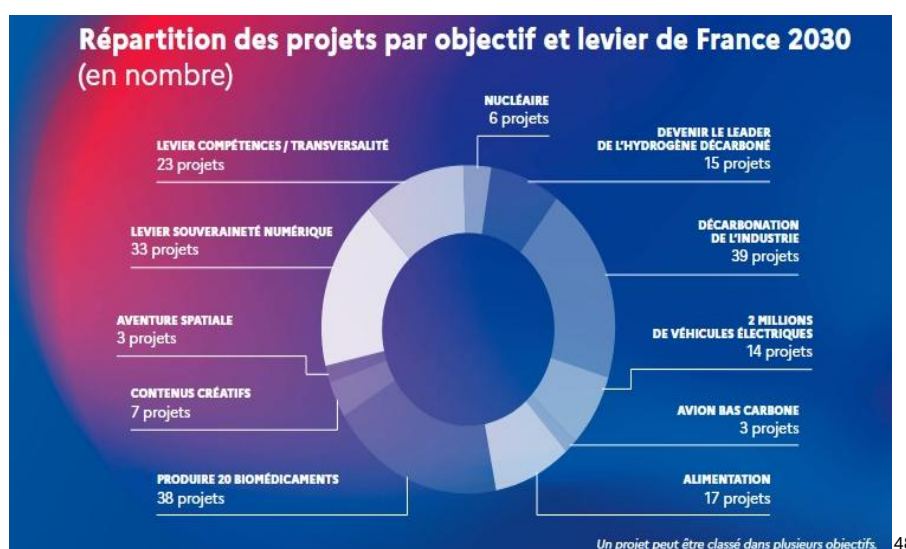 Répartition des projets par objectif et levier de France 2030
(en nombre)
NUCLÉAIRE
6 projets
DEVENIR LE LEADER
DE L'HYDROGÈNE DÉCARBONÉ
15 projets
LEVIER COMPÉTENCES / TRANSVERSALITÉ
23 projets
DÉCARBONATION
DE L'INDUSTRIE
39 projets
LEVIER SOUVERAINETÉ NUMÉRIQUE
33 projets
2 MILLIONS
DE VÉHICULES ÉLECTRIQUES
14 projets
AVENTURE SPATIALE
3 projets
AVION BAS CARBONE
3 projets
CONTENUS CRÉATIFS
7 projets
ALIMENTATION
17 projets
PRODUIRE 20 BIOMÉDICAMENTS
38 projets
Un projet peut être classé dans plusieurs objectifs.
48